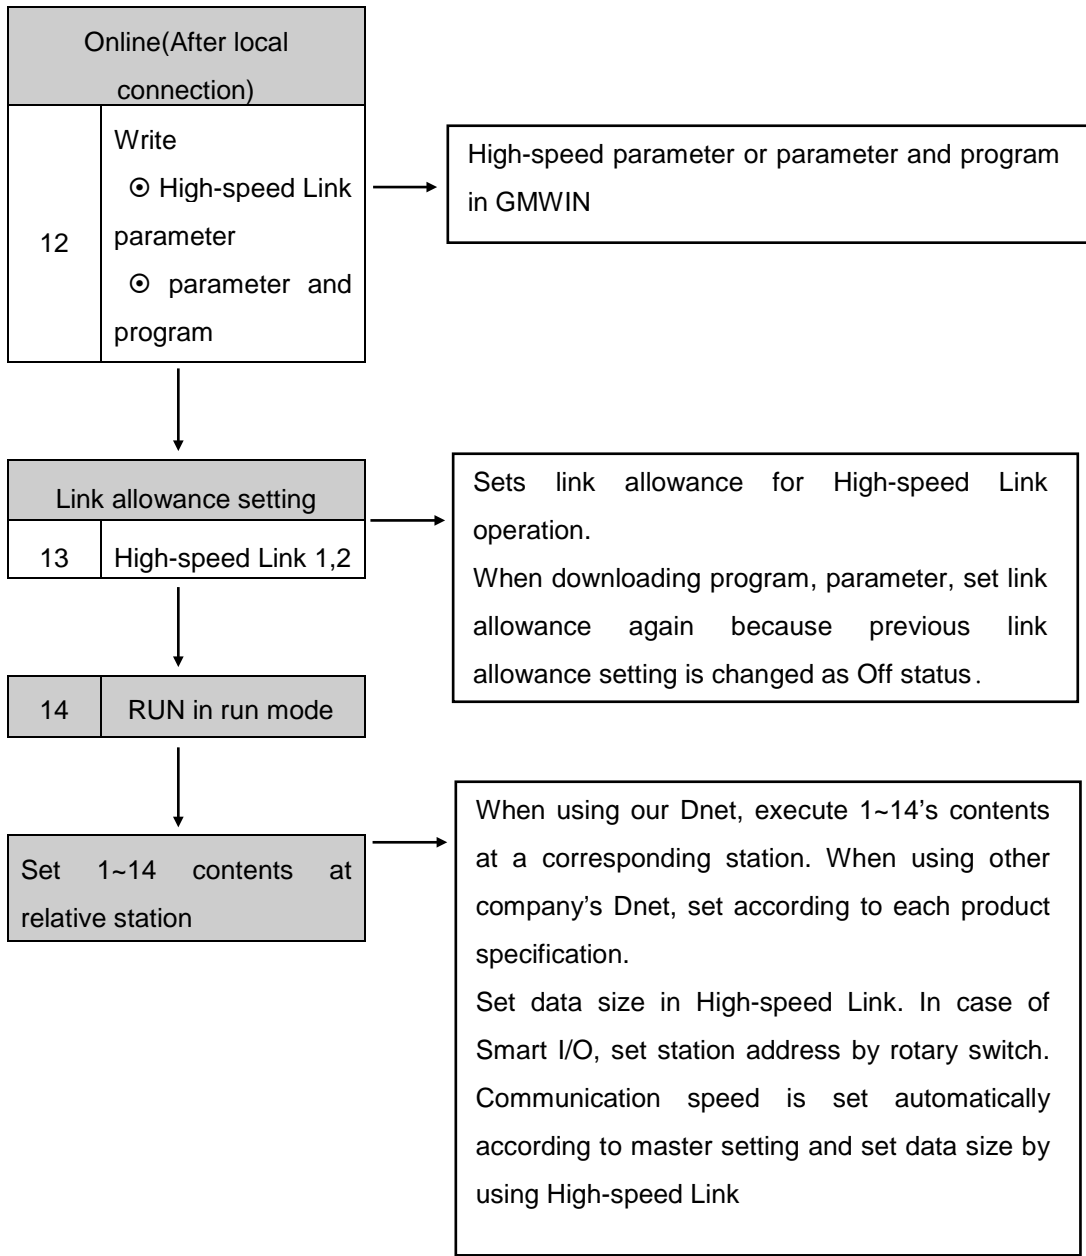 Online(After local
connection)
12
Write
⊙ High-speed Link
parameter
⊙ parameter and
program
High-speed parameter or parameter and program
in GMWIN
Link allowance setting
13
High-speed Link 1,2
Sets link allowance for High-speed Link
operation.
When downloading program, parameter, set link
allowance again because previous link
allowance setting is changed as Off status.
14
RUN in run mode
Set 1~14 contents at
relative station
When using our Dnet, execute 1~14’s contents
at a corresponding station. When using other
company’s Dnet, set according to each product
specification.
Set data size in High-speed Link. In case of
Smart I/O, set station address by rotary switch.
Communication speed is set automatically
according to master setting and set data size by
using High-speed Link